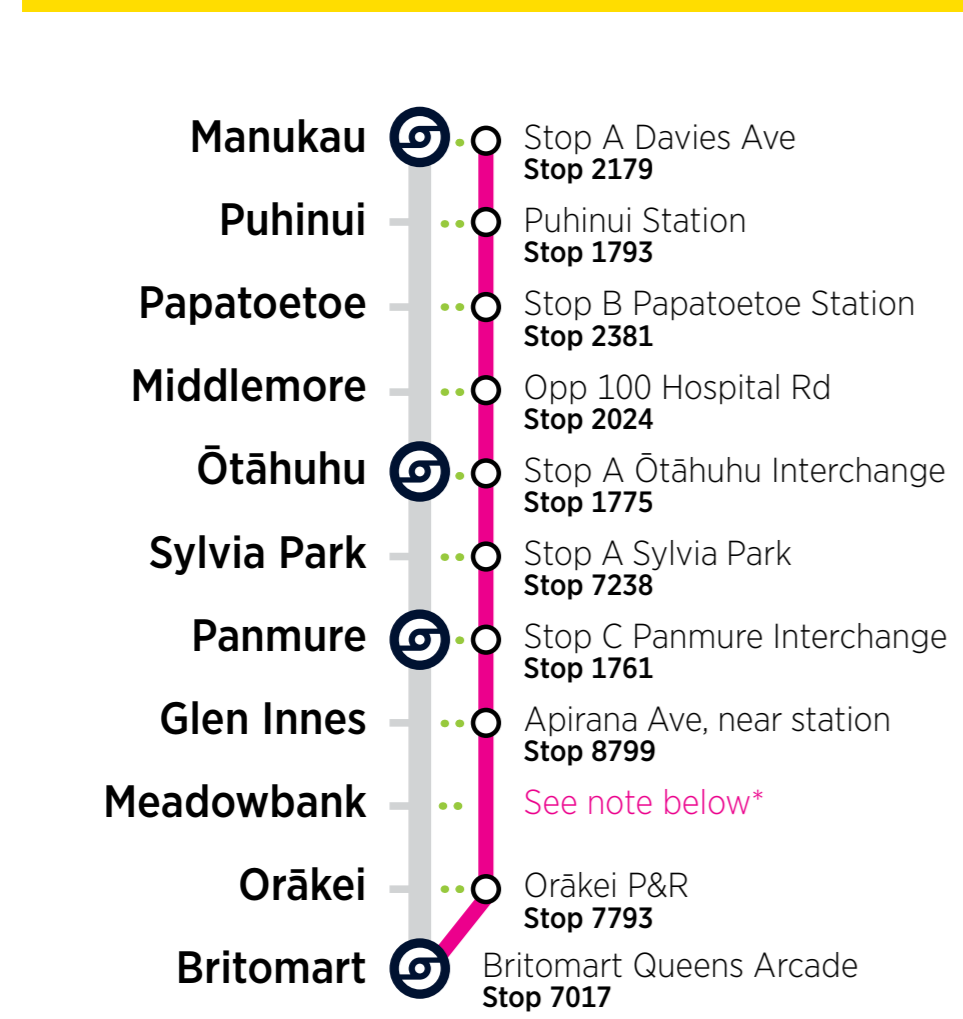 Manukau Stop A Davies Ave
Stop 2179
Puhinui Puhinui Station
Stop 1793
Papatoetoe Stop B Papatoetoe Station
Stop 2381
Middlemore Opp 100 Hospital Rd
Stop 2024
Ōtāhuhu Stop A Ōtāhuhu Interchange
Stop 1775
Sylvia Park Stop A Sylvia Park
Stop 7238
Panmure Stop C Panmure Interchange
Stop 1761
Glen Innes Apirana Ave, near station
Stop 8799
Meadowbank See note below*
Orākei Orākei P&R
Stop 7793
Britomart Britomart Queens Arcade
Stop 7017